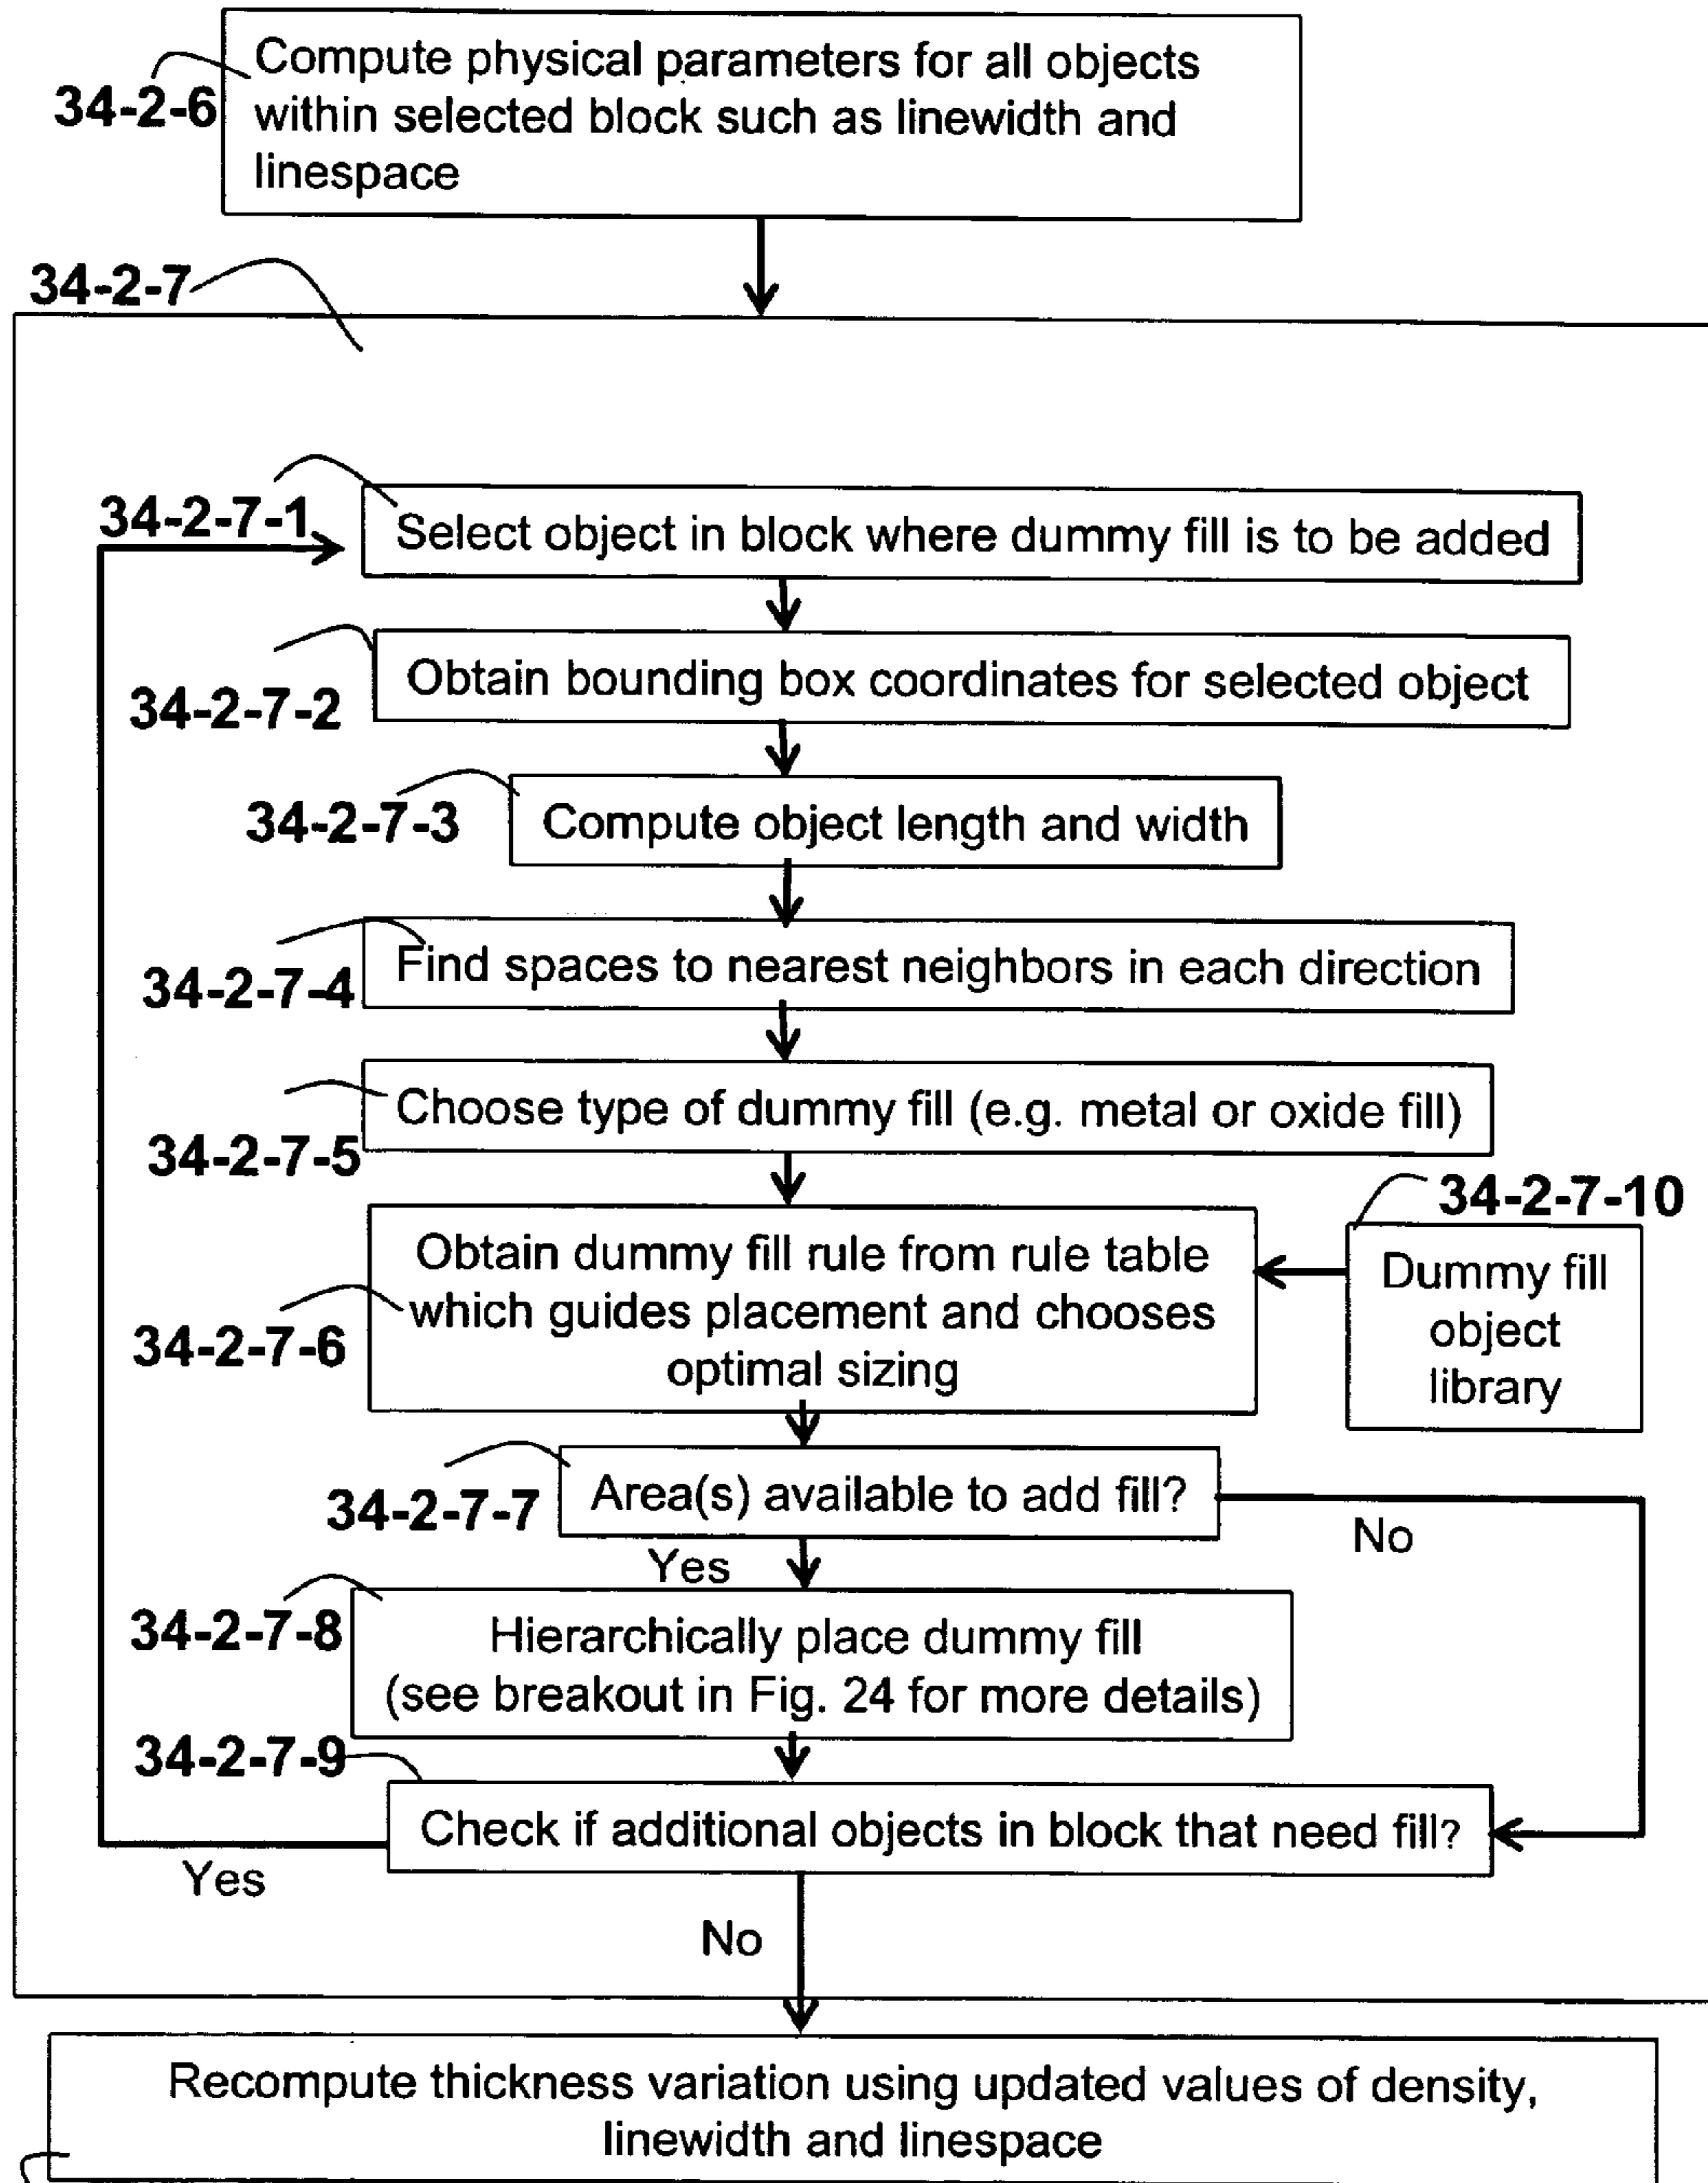 Compute physical parameters for all objects
34-2-6
within selected block such as linewidth and
linespace
34-2-7
34-2-7-1
Select object in block where dummy fill is to be added
Obtain bounding box coordinates for selected object
34-2-7-2
34-2-7-3
Compute object length and width
Find spaces to nearest neighbors in each direction
34-2-7-4
Choose type of dummy fill (e.g. metal or oxide fill)
34-2-7-5
34-2-7-10
Obtain dummy fill rule from rule table
which guides placement and chooses
optimal sizing
34-2-7-6
Dummy fill
object
library
Area(s) available to add fill?
34-2-7-7
No
Yes
34-2-7-8
Hierarchically place dummy fill
(see breakout in Fig. 24 for more details)
34-2-7-9
Check if additional objects in block that need fill?
Yes
No
Recompute thickness variation using updated values of density,
linewidth and linespace